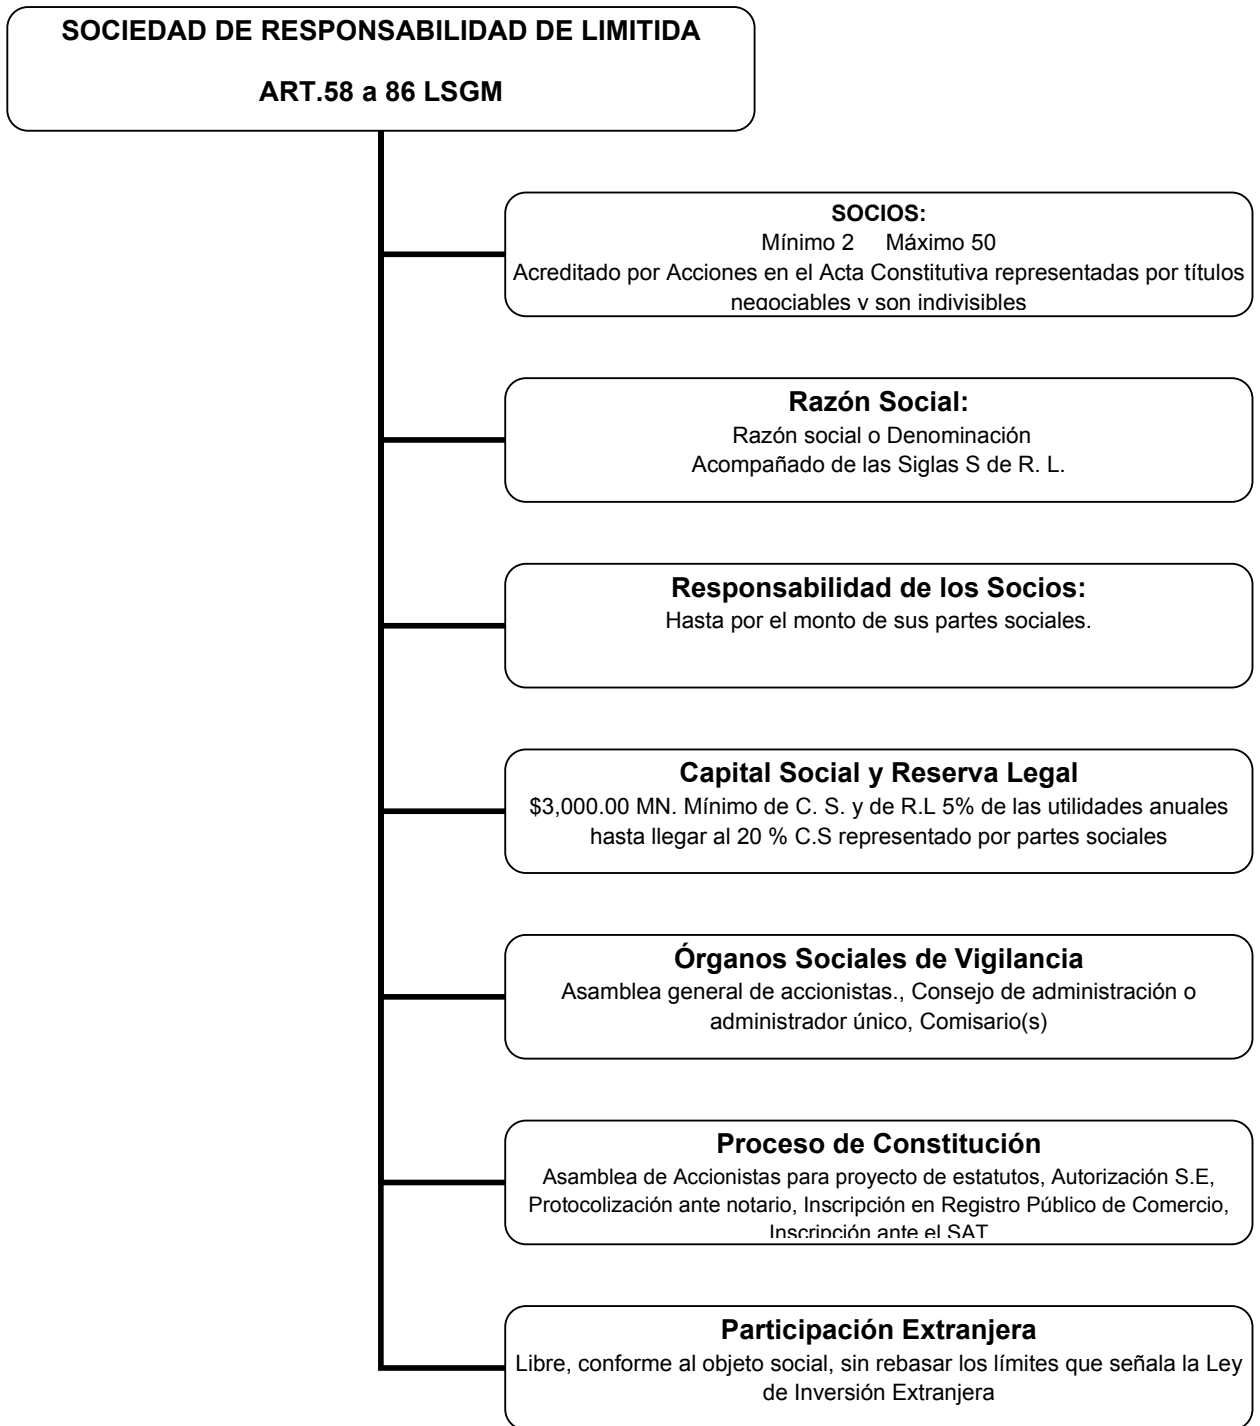 SOCIEDAD DE RESPONSABILIDAD DE LIMITIDA
ART.58 a 86 LSGM
SOCIOS:
Mínimo 2 Máximo 50
Acreditado por Acciones en el Acta Constitutiva representadas por títulos
negociables y son indivisibles
Razón Social:
Razón social o Denominación
Acompañado de las Siglas S de R. L.
Responsabilidad de los Socios:
Hasta por el monto de sus partes sociales.
Capital Social y Reserva Legal
$3,000.00 MN. Mínimo de C. S. y de R.L 5% de las utilidades anuales
hasta llegar al 20 % C.S representado por partes sociales
Órganos Sociales de Vigilancia
Asamblea general de accionistas., Consejo de administración o
administrador único, Comisario(s)
Proceso de Constitución
Asamblea de Accionistas para proyecto de estatutos, Autorización S.E,
Protocolización ante notario, Inscripción en Registro Público de Comercio,
Inscripción ante el SAT
Participación Extranjera
Libre, conforme al objeto social, sin rebasar los límites que señala la Ley
de Inversión Extranjera